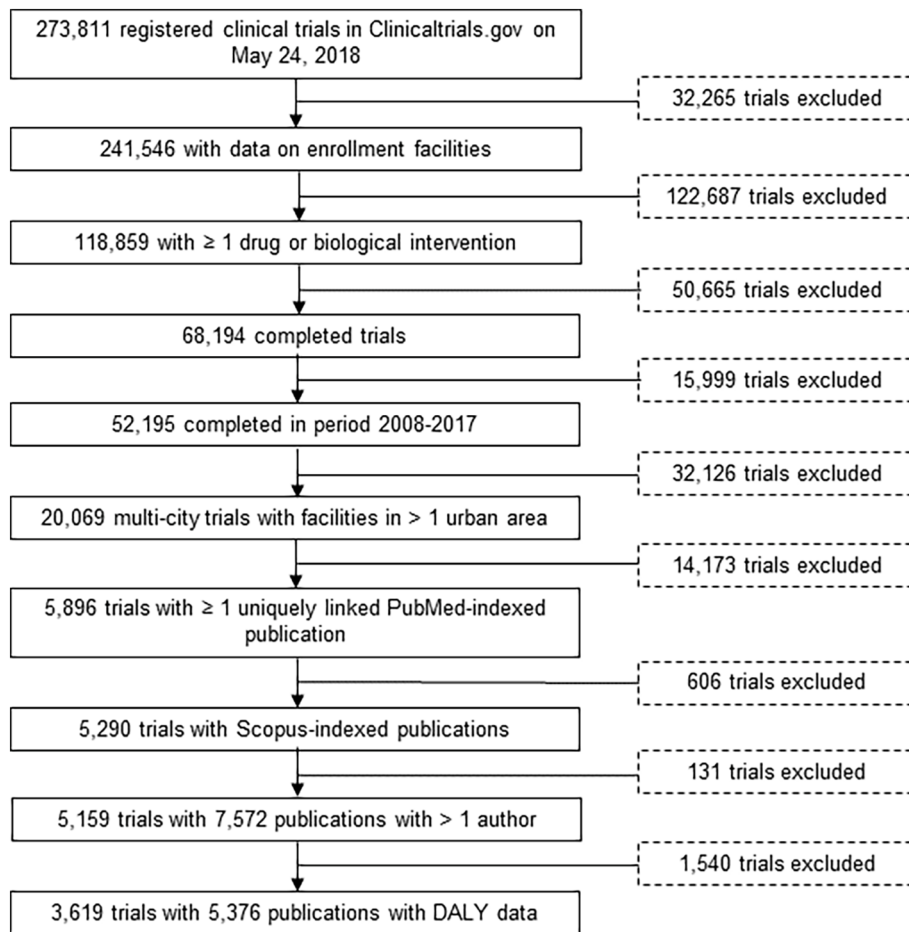 273,811 registered clinical trials in Clinicaltrials.gov on
May 24, 2018
32,265 trials excluded
241,546 with data on enrollment facilities
122,687 trials excluded
118,859 with ≥ 1 drug or biological intervention
50,665 trials excluded
68,194 completed trials
15,999 trials excluded
52,195 completed in period 2008-2017
32,126 trials excluded
20,069 multi-city trials with facilities in > 1 urban area
14,173 trials excluded
5,896 trials with ≥ 1 uniquely linked PubMed-indexed
publication
606 trials excluded
5,290 trials with Scopus-indexed publications
131 trials excluded
5,159 trials with 7,572 publications with > 1 author
1,540 trials excluded
3,619 trials with 5,376 publications with DALY data